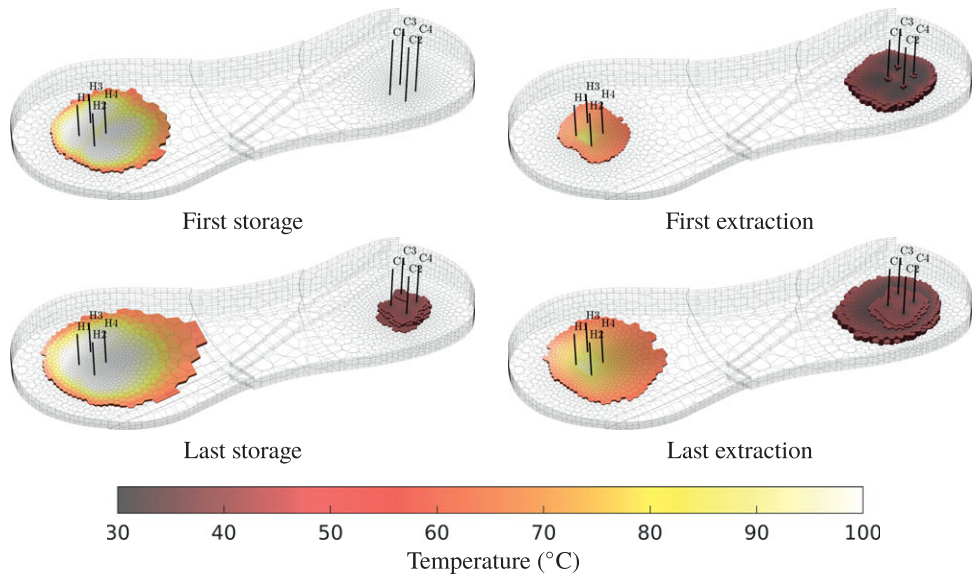 C3
C4
C1
C2
H3
H1
H4
H2
First storage
C3
C4
C1
C2
H3
H1
H4
H2
First extraction
C3
C4
C1
C2
H3
H1
H4
H2
Last storage
C3
C4
C1
C2
H3
H1
H4
H2
Last extraction
30 40 50 60 70 80 90 100
Temperature (°C)